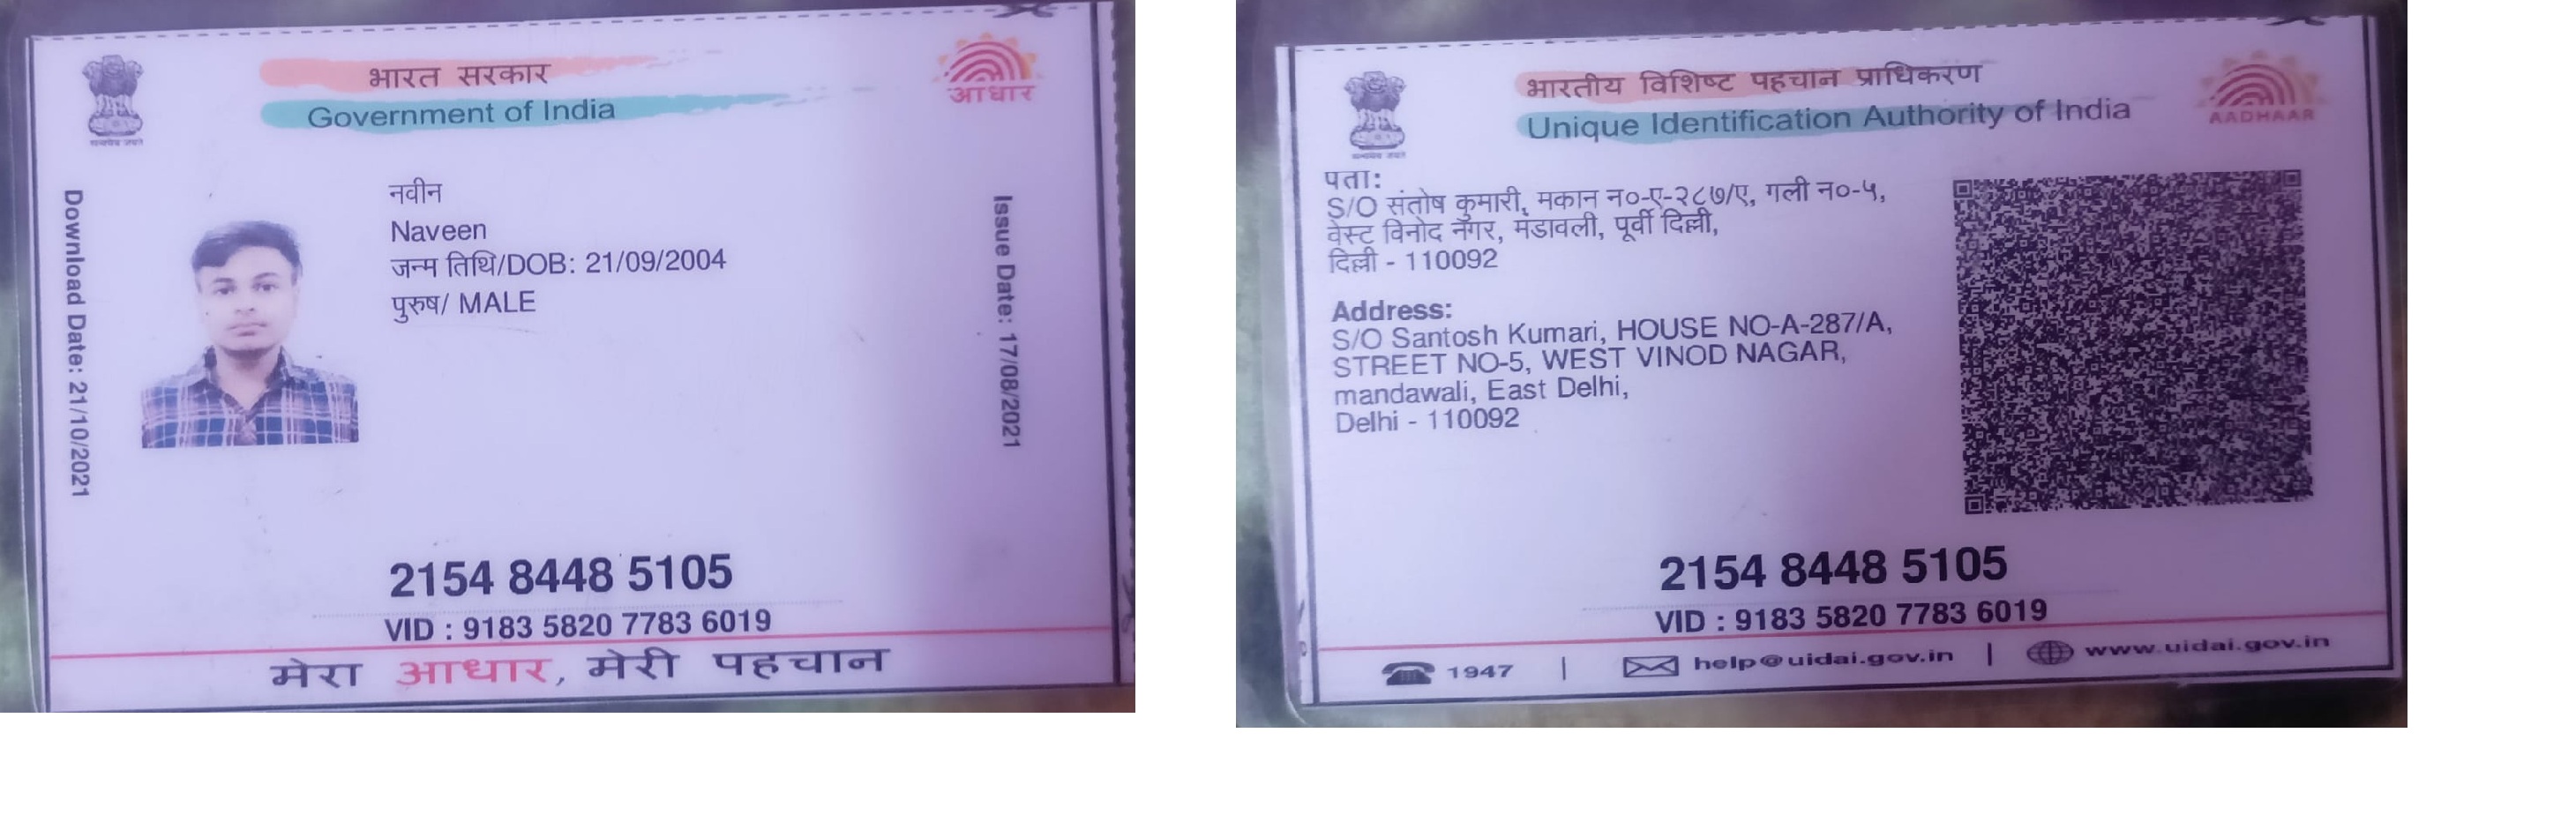 भारत सरकार
Government of India
आधार
Download Date: 21/10/2021
नवीन
Naveen
जन्म तिथि/DOB: 21/09/2004
पुरुष/ MALE
Issue Date: 17/08/2021
2154 8448 5105
VID : 9183 5820 7783 6019
मेरा आधार, मेरी पहचान
भारतीय विशिष्ट पहचान प्राधिकरण
Unique Identification Authority of India
AADHAAR
पता:
S/O संतोष कुमारी, मकान न०-ए-२८७/ए, गली न०-५,
वेस्ट विनोद नगर, मंडावली, पूर्वी दिल्ली,
दिल्ली - 110092
Address:
S/O Santosh Kumari, HOUSE NO-A-287/A,
STREET NO-5, WEST VINOD NAGAR,
mandawali, East Delhi,
Delhi - 110092
2154 8448 5105
VID : 9183 5820 7783 6019
1947 | help@uidai.gov.in | www.uidai.gov.in